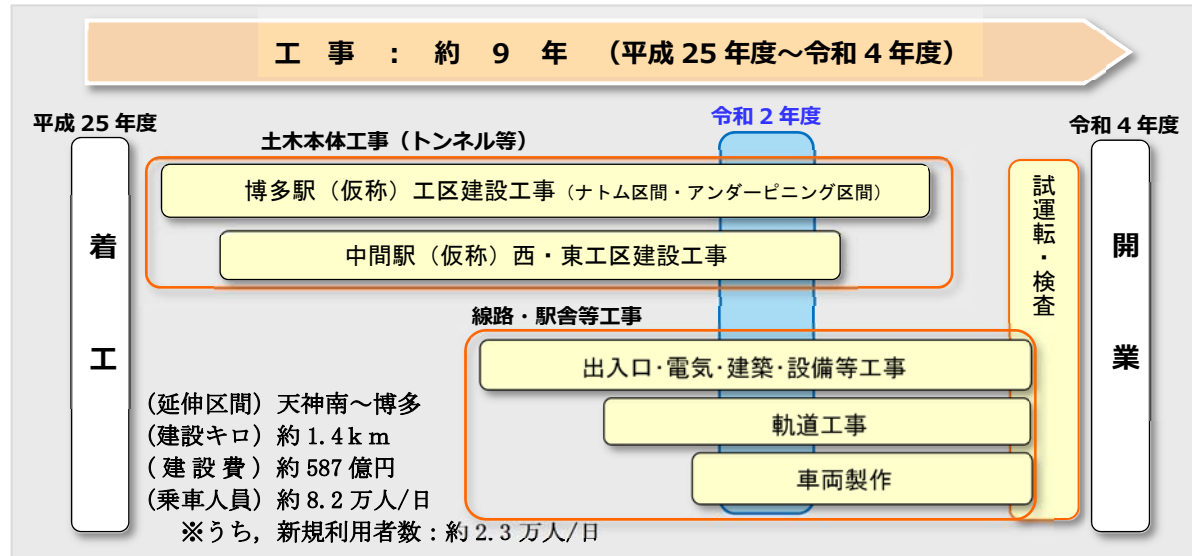 工事：約9年（平成25年度～令和4年度）
平成25年度
令和2年度
令和4年度
土木本体工事（トンネル等）
博多駅（仮称）工区建設工事（ナトム区間・アンダーピニング区間）
中間駅（仮称）西・東工区建設工事
着工
試運転・検査
開業
線路・駅舎等工事
出入口・電気・建築・設備等工事
軌道工事
車両製作
(延伸区間) 天神南～博多
(建設キロ) 約1.4km
(建設費) 約587億円
(乗車人員) 約8.2万人/日
※うち，新規利用者数：約2.3万人/日